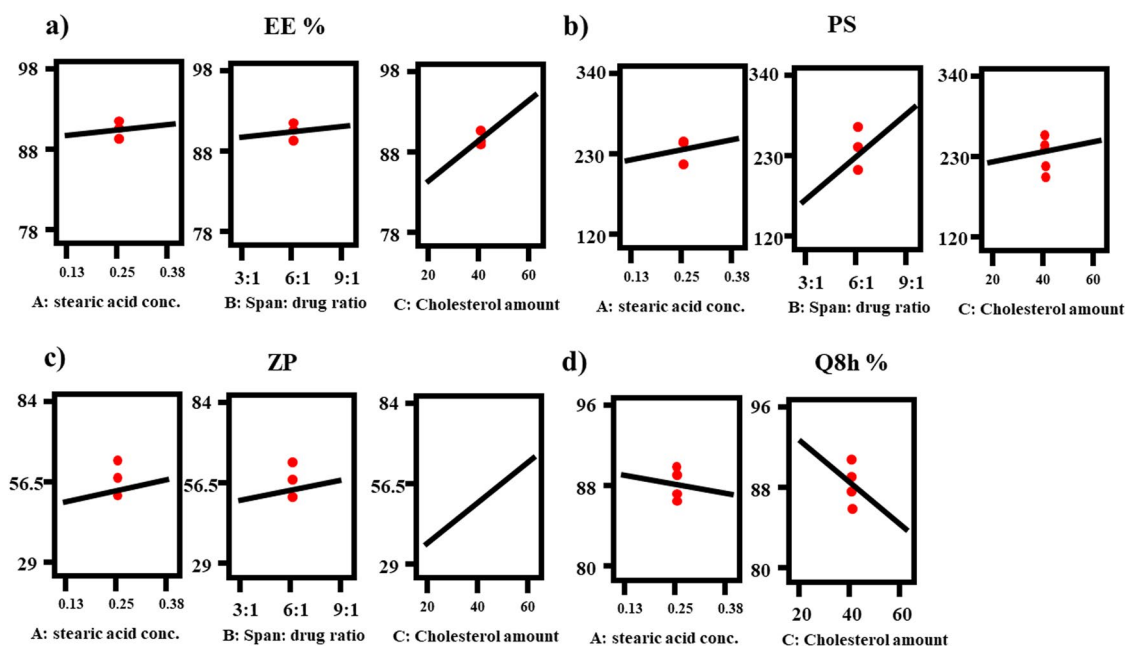 a)
EE %
98
88
78
0.13 0.25 0.38
A: stearic acid conc.
98
88
78
3:1 6:1 9:1
B: Span: drug ratio
98
88
78
20 40 60
C: Cholesterol amount
b)
PS
340
230
120
0.13 0.25 0.38
A: stearic acid conc.
340
230
120
3:1 6:1 9:1
B: Span: drug ratio
340
230
120
20 40 60
C: Cholesterol amount
c)
ZP
84
56.5
29
0.13 0.25 0.38
A: stearic acid conc.
84
56.5
29
3:1 6:1 9:1
B: Span: drug ratio
84
56.5
29
20 40 60
C: Cholesterol amount
d)
Q8h %
96
88
80
0.13 0.25 0.38
A: stearic acid conc.
96
88
80
20 40 60
C: Cholesterol amount